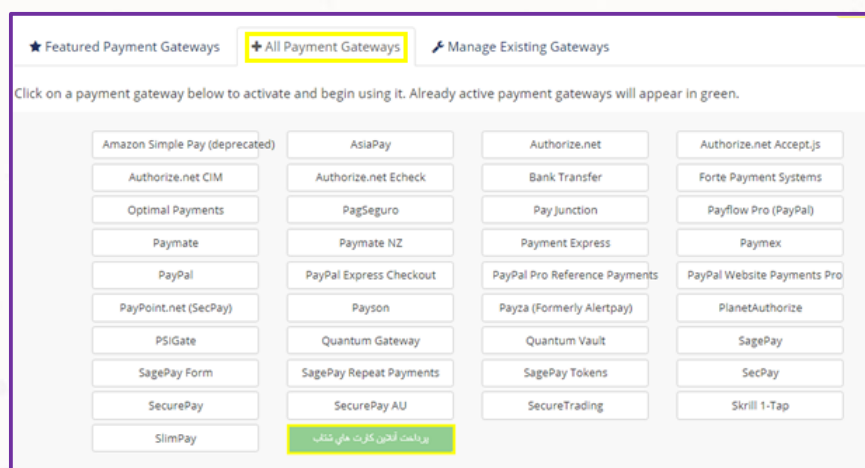 Featured Payment Gateways
All Payment Gateways
Manage Existing Gateways
Click on a payment gateway below to activate and begin using it. Already active payment gateways will appear in green.
Amazon Simple Pay (deprecated)
AsiaPay
Authorize.net
Authorize.net Accept.js
Authorize.net CIM
Authorize.net Echeck
Bank Transfer
Forte Payment Systems
Optimal Payments
PagSeguro
Pay Junction
Payflow Pro (PayPal)
Paymate
Paymate NZ
Payment Express
Paymex
PayPal
PayPal Express Checkout
PayPal Pro Reference Payments
PayPal Website Payments Pro
PayPoint.net (SecPay)
Payson
Payza (Formerly Alertpay)
PlanetAuthorize
PSIGate
Quantum Gateway
Quantum Vault
SagePay
SagePay Form
SagePay Repeat Payments
SagePay Tokens
SecPay
SecurePay
SecurePay AU
SecureTrading
Skrill 1-Tap
SlimPay
پرداخت آنلاین کارت های شتاب